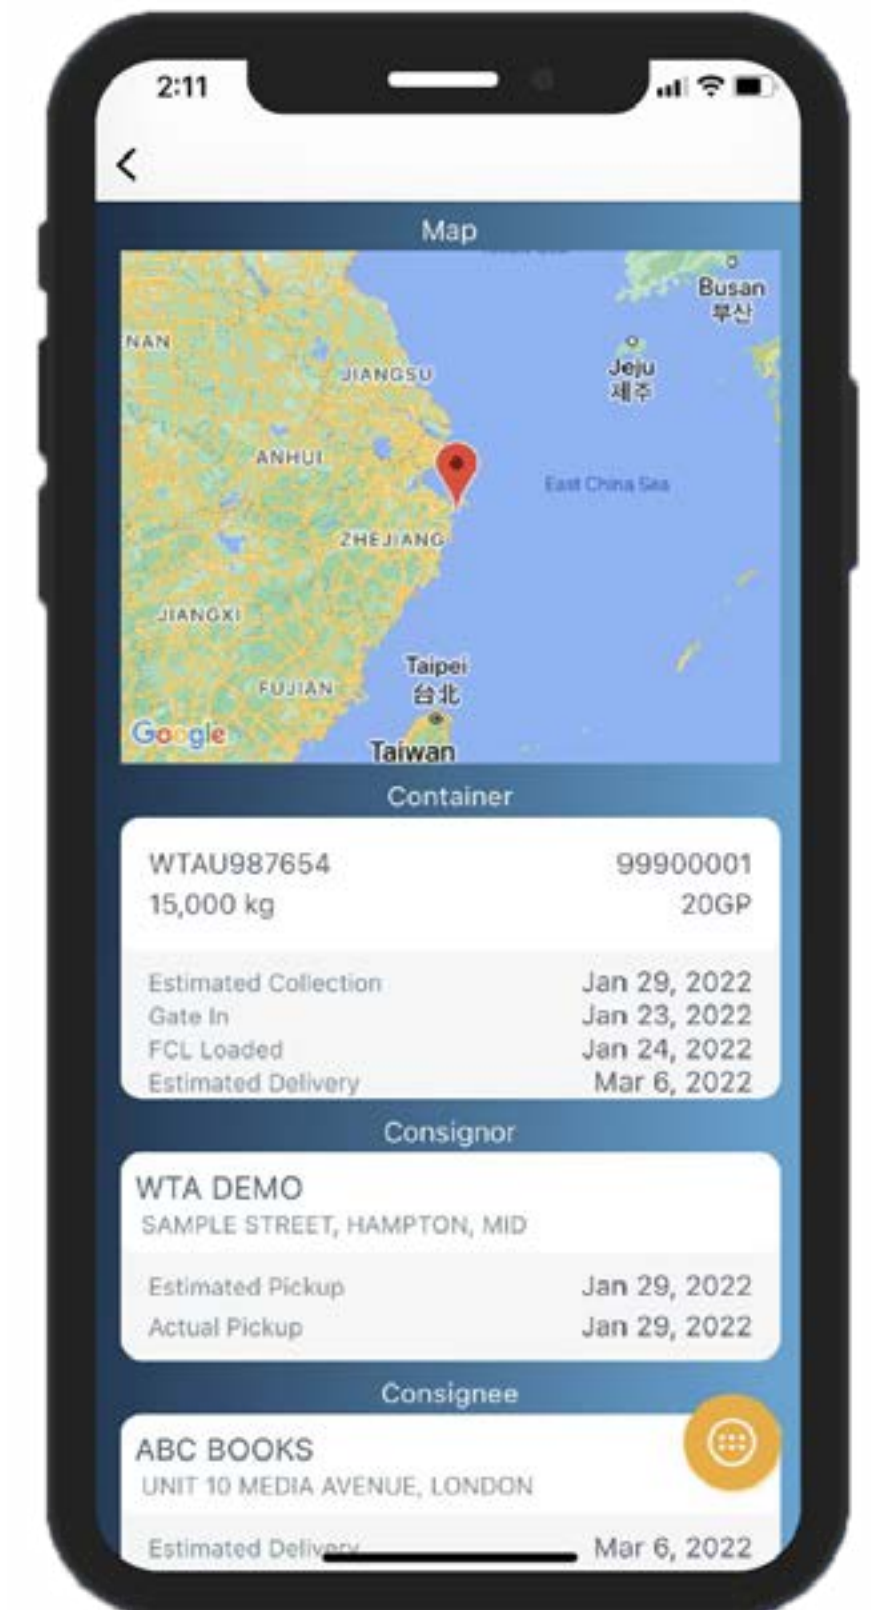 2:11
Map
Busan
부산
NAN
Jeju
제주
JIANGSU
ANHUI
East China Sea
ZHEJIANG
JIANGXI
Taipei
台北
FUJIAN
Google
Taiwan
Container
WTAU987654 99900001
15,000 kg 20GP
Estimated Collection Jan 29, 2022
Gate In Jan 23, 2022
FCL Loaded Jan 24, 2022
Estimated Delivery Mar 6, 2022
Consignor
WTA DEMO
SAMPLE STREET, HAMPTON, MID
Estimated Pickup Jan 29, 2022
Actual Pickup Jan 29, 2022
Consignee
ABC BOOKS
UNIT 10 MEDIA AVENUE, LONDON
Estimated Delivery Mar 6, 2022